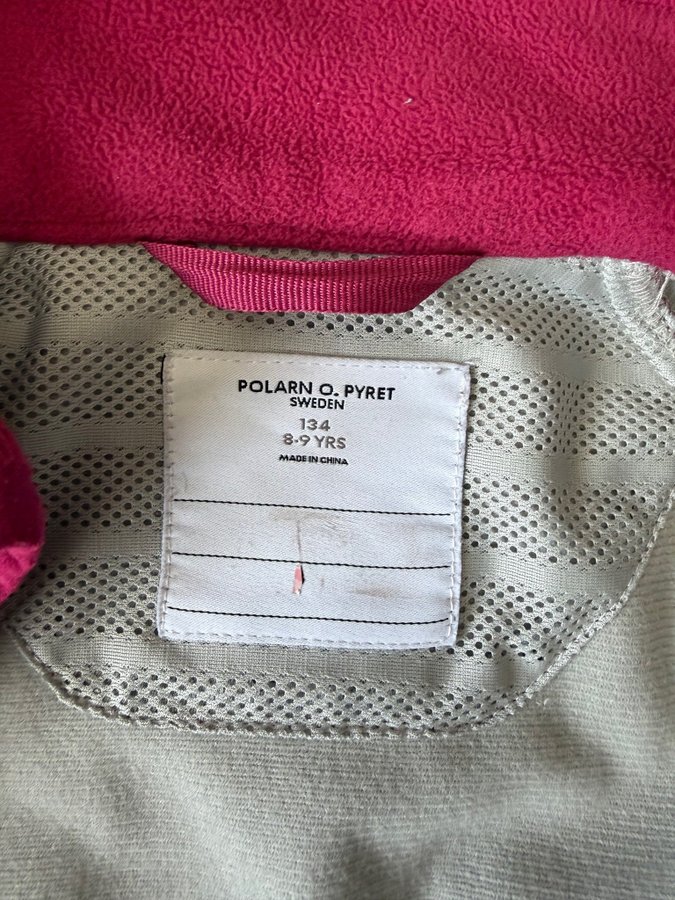 POLARN O. PYRET
SWEDEN
134
8-9 YRS
MADE IN CHINA